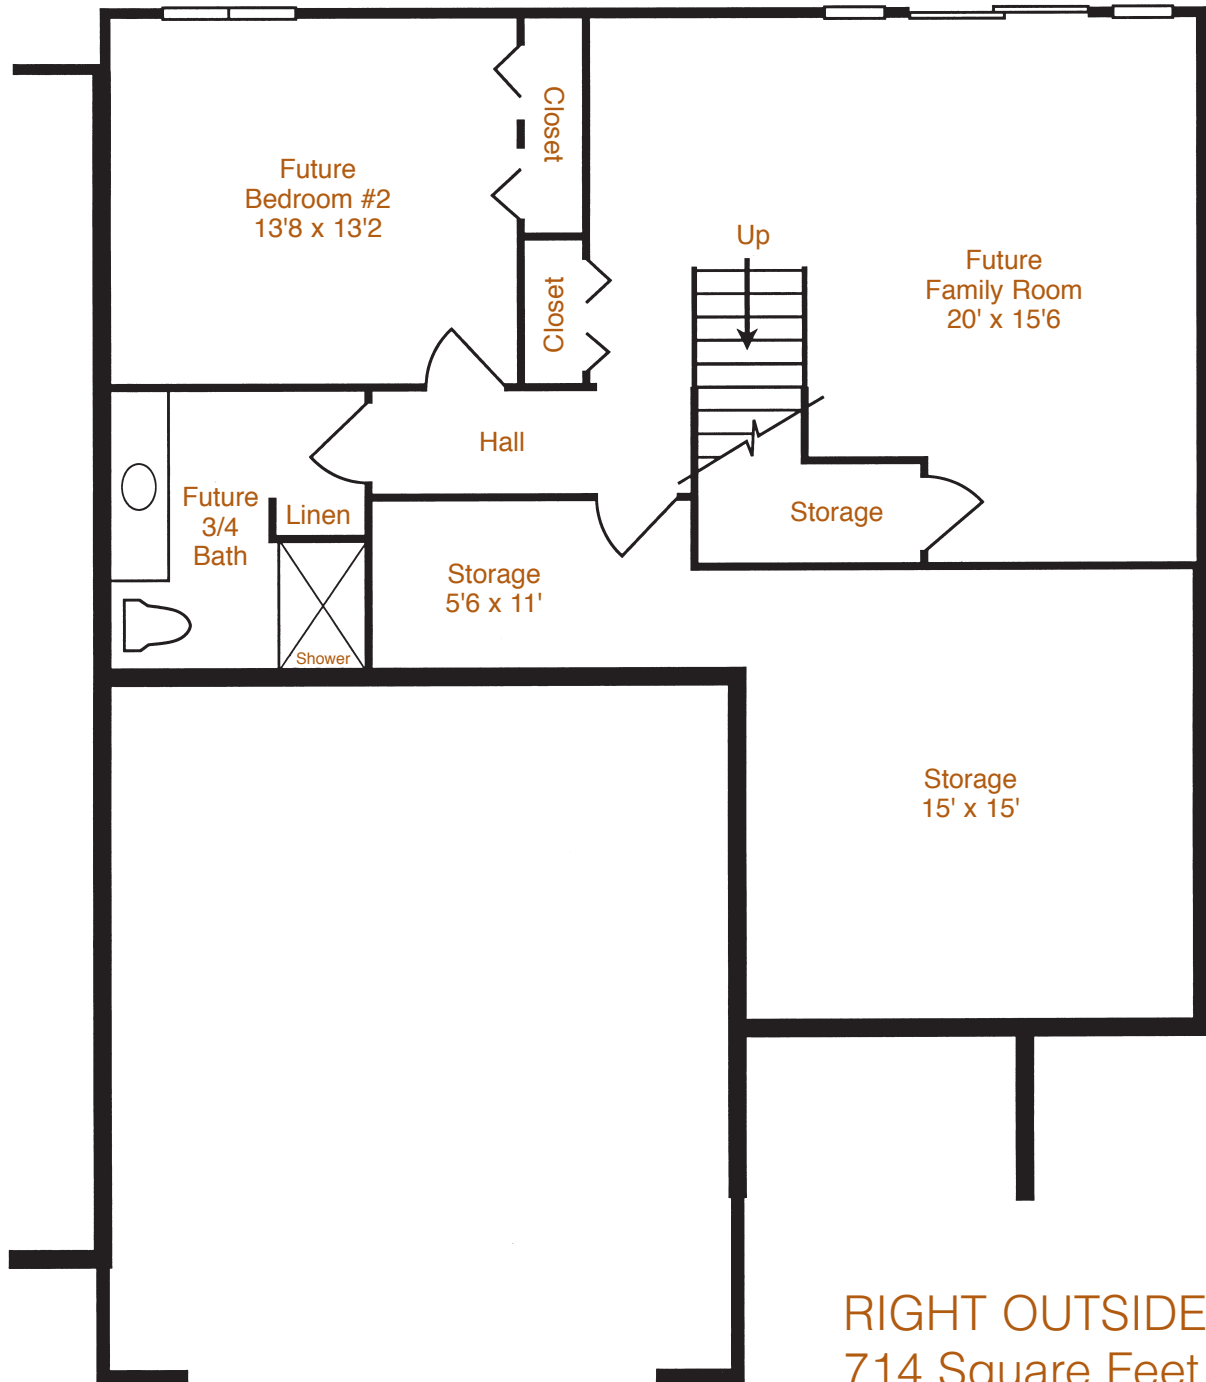 Future
Bedroom #2
13'8 x 13'2
Closet
Closet
Up
Future
Family Room
20' x 15'6
Hall
Future
3/4
Bath
Linen
Storage
Storage
5'6 x 11'
Shower
Storage
15' x 15'
RIGHT OUTSIDE
714 Square Feet